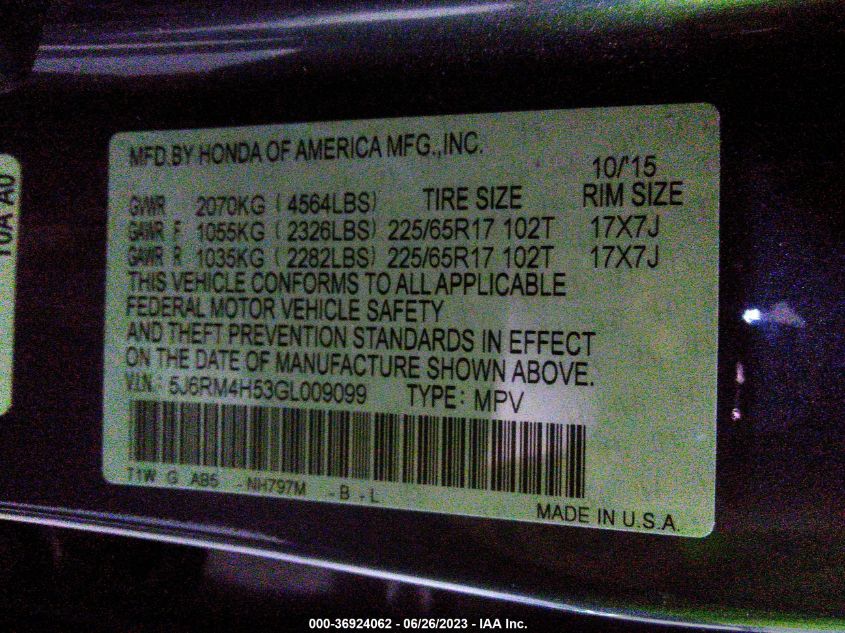 MFD.BY HONDA OF AMERICA MFG.,INC.
10/'15
GVWR 2070KG ( 4564LBS) TIRE SIZE RIM SIZE
GAWR F 1055KG ( 2326LBS) 225/65R17 102T 17X7J
GAWR R 1035KG ( 2282LBS) 225/65R17 102T 17X7J
THIS VEHICLE CONFORMS TO ALL APPLICABLE
FEDERAL MOTOR VEHICLE SAFETY
AND THEFT PREVENTION STANDARDS IN EFFECT
ON THE DATE OF MANUFACTURE SHOWN ABOVE.
V.I.N.: 5J6RM4H53GL009099 TYPE: MPV
T1W G AB5 -NH797M -B -L
MADE IN U.S.A.
000-36924062 - 06/26/2023 - IAA Inc.